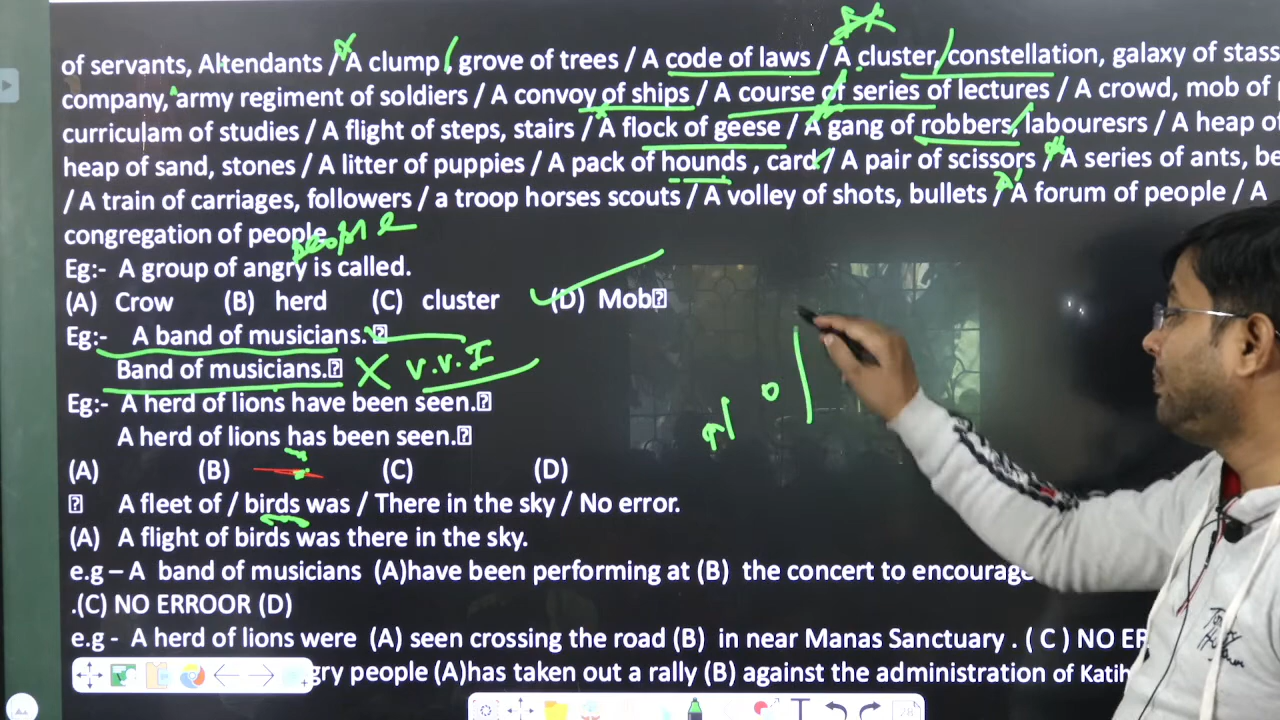 of servants, Altendants / A clump / grove of trees / A code of laws / A cluster, constellation, galaxy of stass
company, army regiment of soldiers / A convoy of ships / A course of series of lectures / A crowd, mob of
curriculam of studies / A flight of steps, stairs / A flock of geese / A gang of robbers, labouresrs / A heap of
heap of sand, stones / A litter of puppies / A pack of hounds , card / A pair of scissors / A series of ants, be
/ A train of carriages, followers / a troop horses scouts / A volley of shots, bullets / A forum of people / A
congregation of people
people
Eg:- A group of angry is called.
(A) Crow (B) herd (C) cluster (D) Mob
Eg:- A band of musicians.
Band of musicians. X V.V.I
Eg:- A herd of lions have been seen.
A herd of lions has been seen.
(A) (B) (C) (D)
A fleet of / birds was / There in the sky / No error.
(A) A flight of birds was there in the sky.
e.g – A band of musicians (A)have been performing at (B) the concert to encourage
.(C) NO ERROOR (D)
e.g - A herd of lions were (A) seen crossing the road (B) in near Manas Sanctuary . ( C ) NO ER
gry people (A)has taken out a rally (B) against the administration of Katih